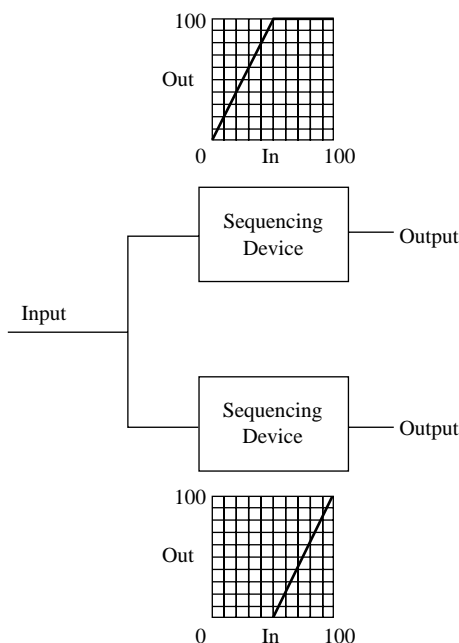 100
Out
0 In 100
Sequencing
Device
Output
Input
Sequencing
Device
Output
100
Out
0 In 100